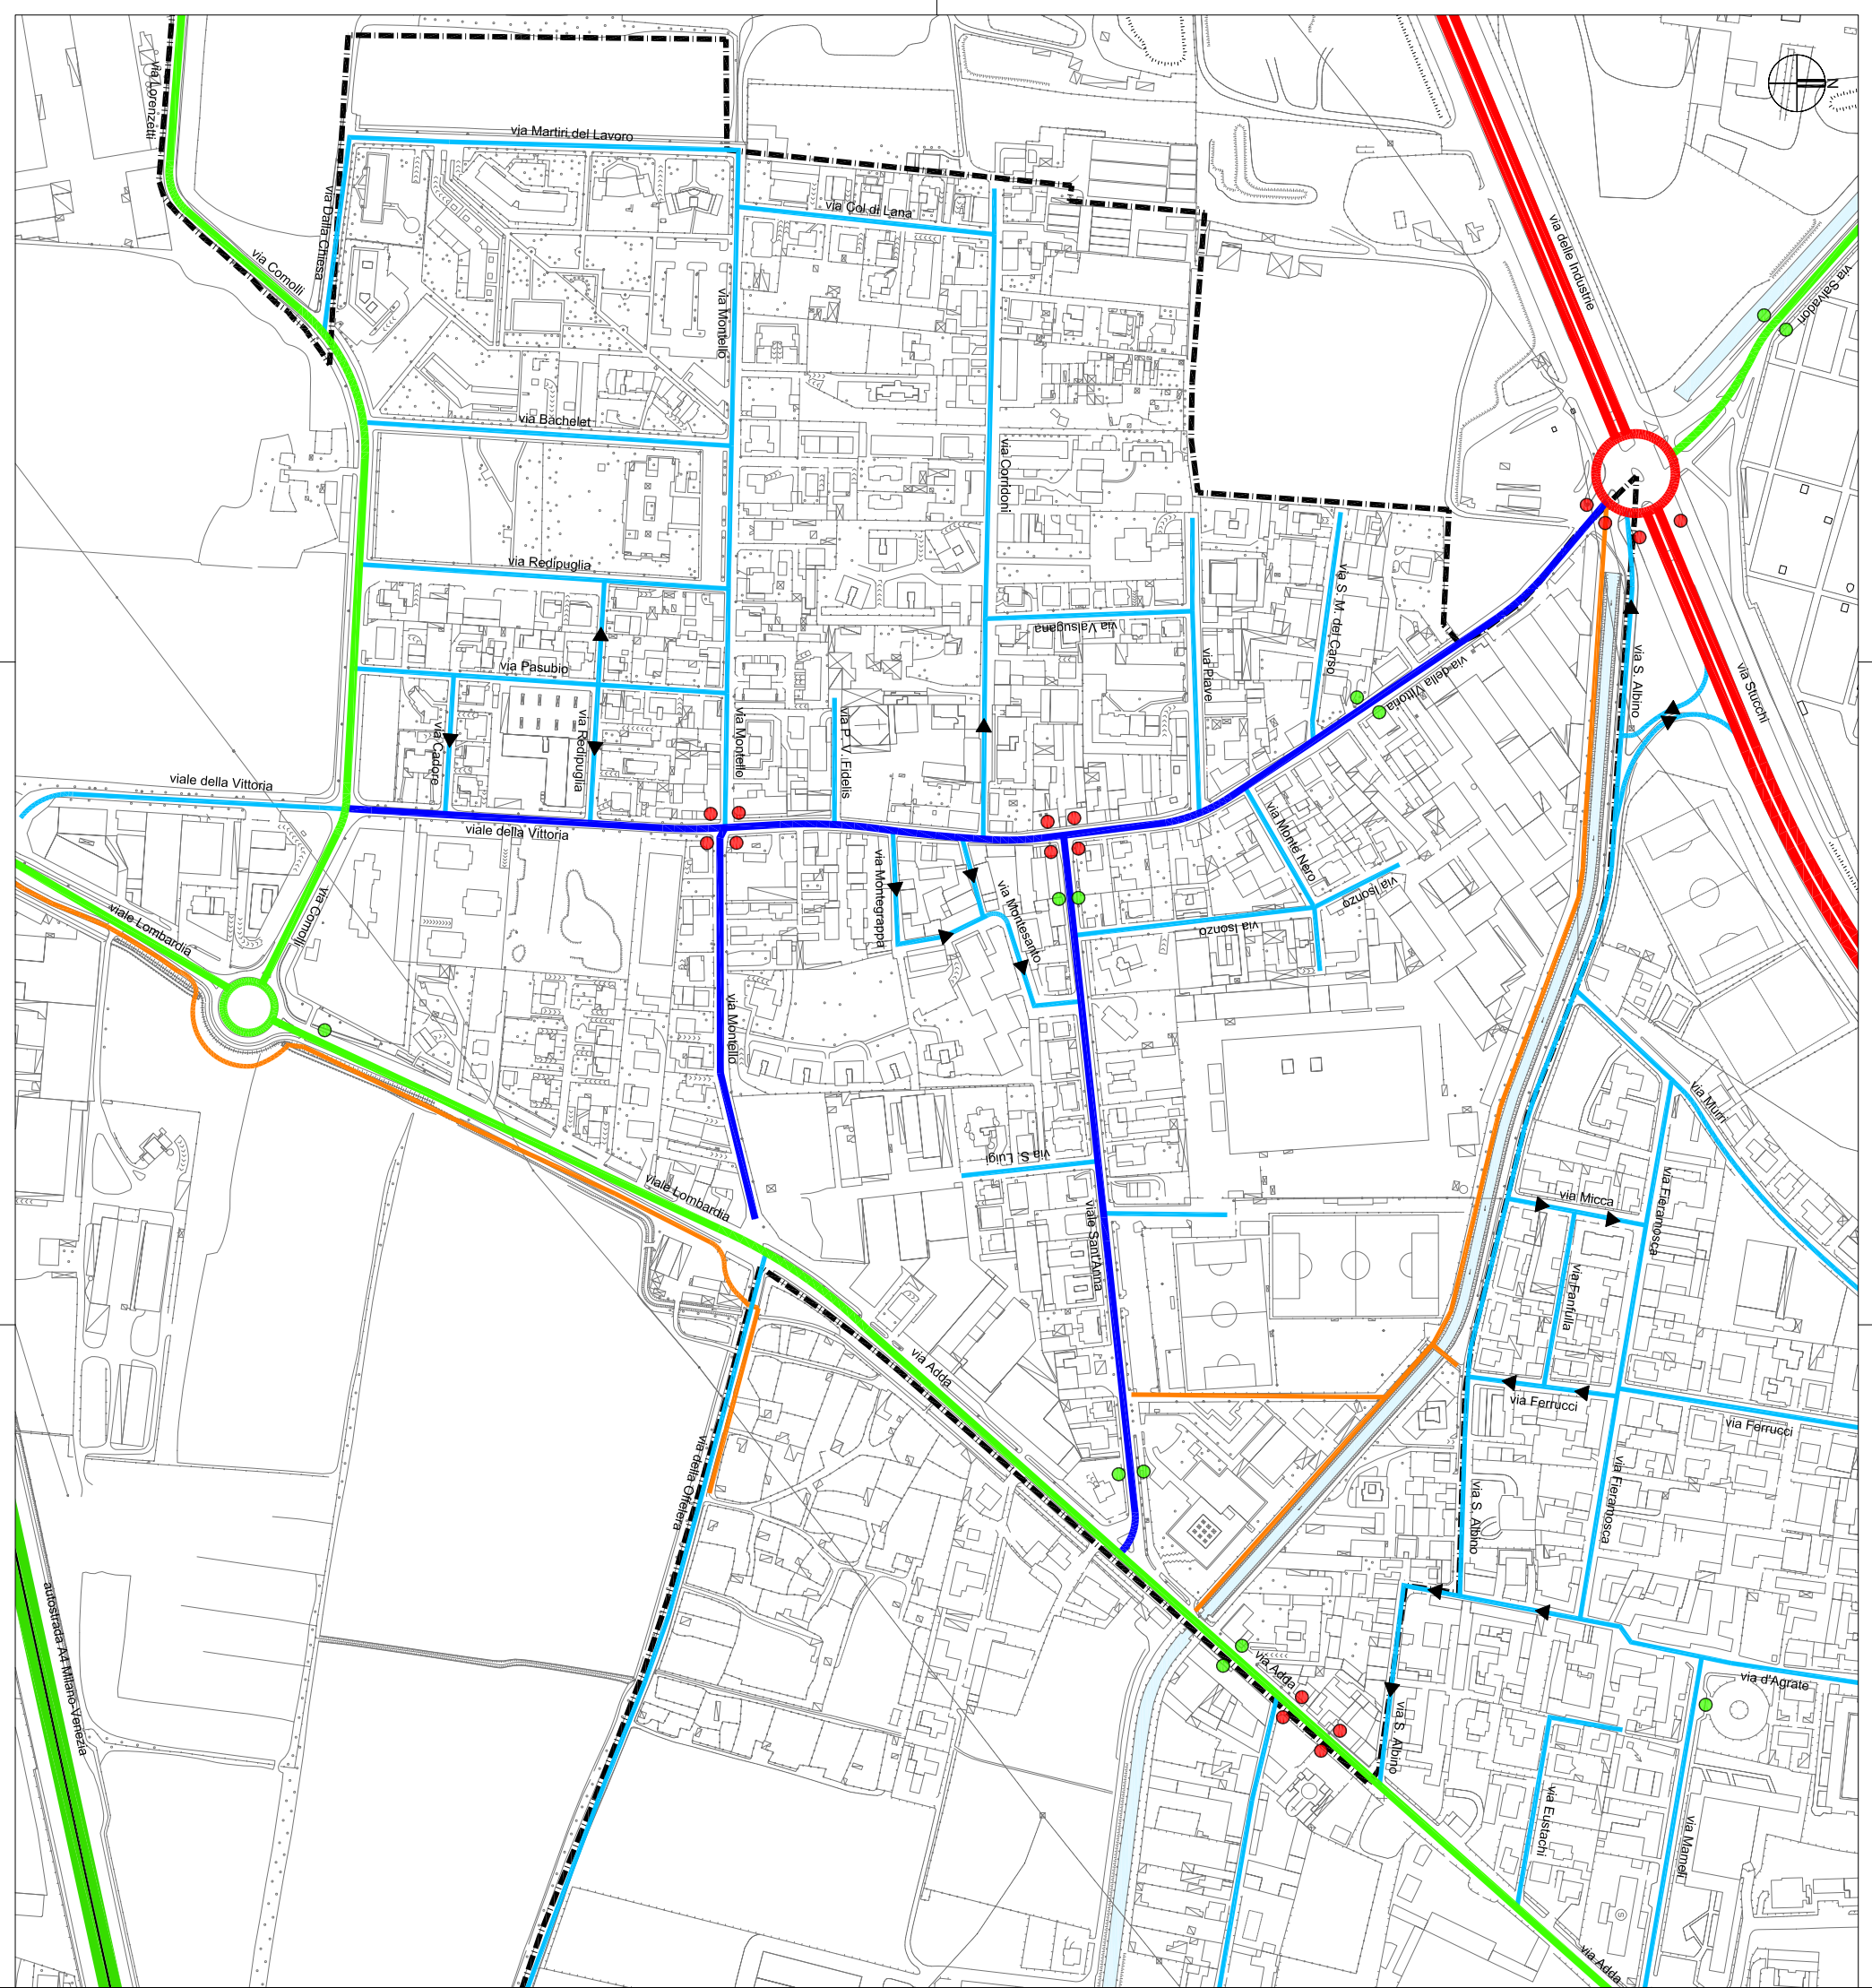 N
via Lorenzetti
via Martiri del Lavoro
via Dalla Chiesa
via Col di Lana
via delle Industrie
via Salvadori
via Comolli
via Montello
via Bachelet
via Corridoni
via Redipuglia
via S. M. del Carso
via Valsugana
via Pasubio
via Piave
via della Vittoria
via S. Albino
via Stucchi
via Cadore
via Redipuglia
via Montello
via P. V. Fidelis
viale della Vittoria
viale della Vittoria
via Monte Nero
via Montegrappa
via Montesanto
via Isonzo
via Isonzo
viale Lombardia
via Comolli
via Montello
via Murri
via S. Luigi
viale Lombardia
viale Sant'Anna
via Micca
via Fieramosca
via Fanfulla
via Adda
via Ferrucci
via Ferrucci
via della Offelera
via S. Albino
via Fieramosca
autostrada A4 Milano-Venezia
via Adda
via d'Agrate
via S. Albino
via Eustachi
via Mameli
S
via Adda